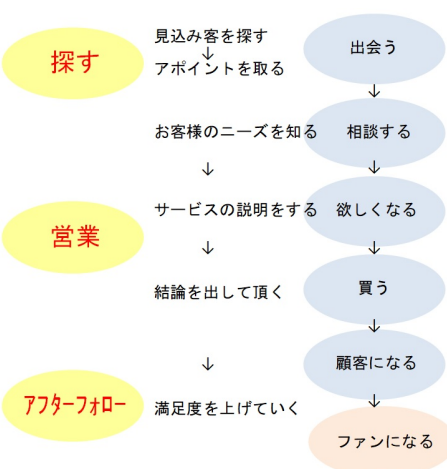 探す
見込み客を探す
↓
アポイントを取る
出会う
↓
お客様のニーズを知る
相談する
↓
↓
営業
サービスの説明をする
欲しくなる
↓
↓
結論を出して頂く
買う
↓
↓
顧客になる
↓
アフターフォロー
満足度を上げていく
ファンになる